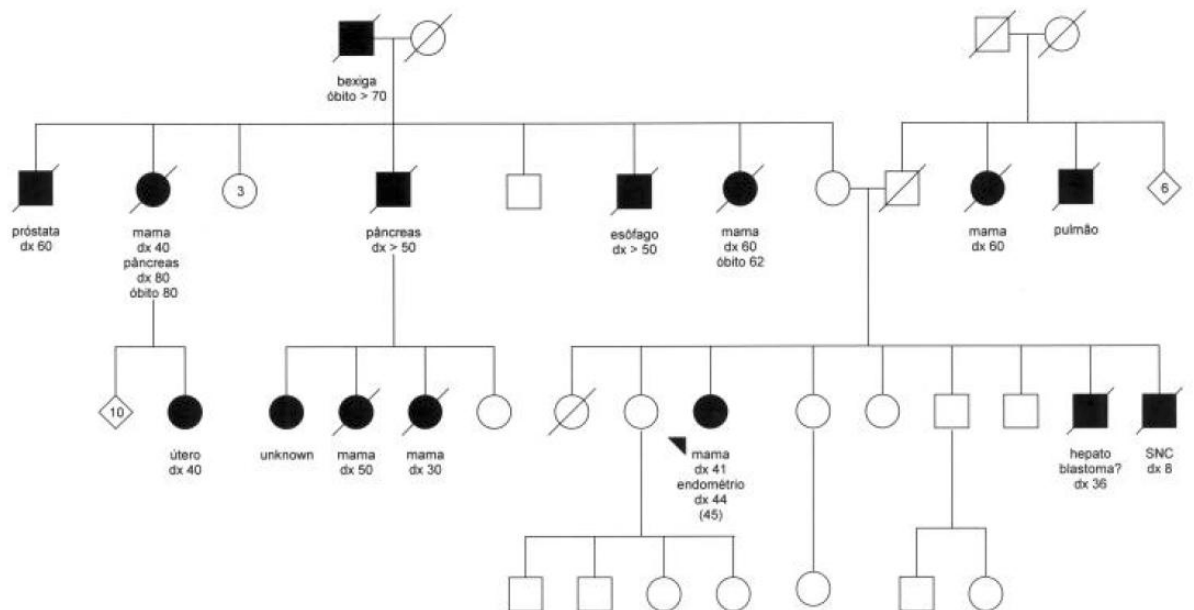 bexiga
óbito > 70
3
6
próstata
dx 60
mama
dx 40
pâncreas
dx 80
óbito 80
pâncreas
dx > 50
esôfago
dx > 50
mama
dx 60
óbito 62
mama
dx 60
pulmão
10
útero
dx 40
unknown
mama
dx 50
mama
dx 30
mama
dx 41
endométrio
dx 44
(45)
hepato
blastoma?
dx 36
SNC
dx 8